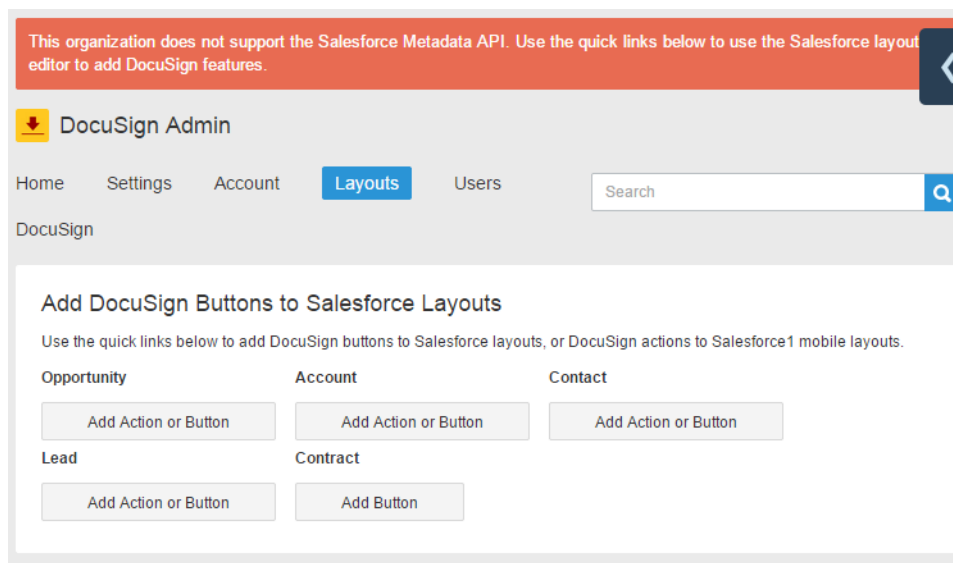 This organization does not support the Salesforce Metadata API. Use the quick links below to use the Salesforce layout
editor to add DocuSign features.
DocuSign Admin
Home Settings Account Layouts Users
Search
DocuSign
Add DocuSign Buttons to Salesforce Layouts
Use the quick links below to add DocuSign buttons to Salesforce layouts, or DocuSign actions to Salesforce1 mobile layouts.
Opportunity Account Contact
Add Action or Button Add Action or Button Add Action or Button
Lead Contract
Add Action or Button Add Button